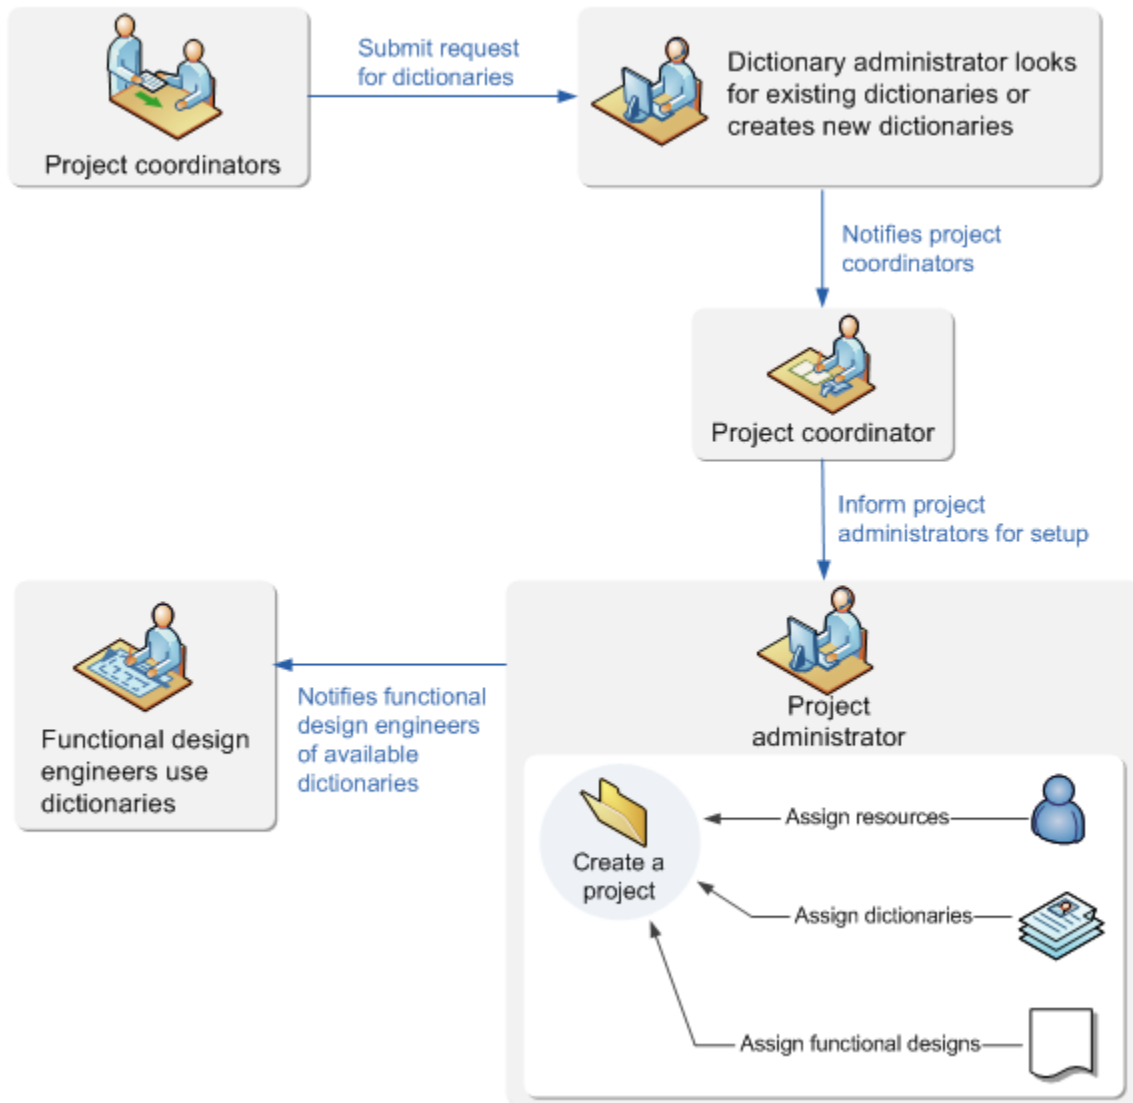 Submit request
for dictionaries
Project coordinators
Dictionary administrator looks
for existing dictionaries or
creates new dictionaries
Notifies project
coordinators
Project coordinator
Inform project
administrators for setup
Project
administrator
Notifies functional
design engineers
of available
dictionaries
Functional design
engineers use
dictionaries
Create a
project
Assign resources
Assign dictionaries
Assign functional designs